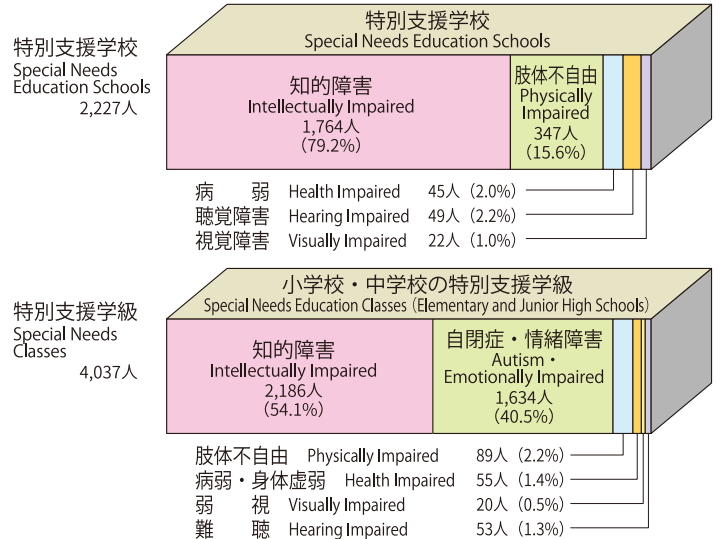 特別支援学校
Special Needs
Education Schools
2,227人
特別支援学校
Special Needs Education Schools
知的障害
Intellectually Impaired
1,764人
(79.2%)
肢体不自由
Physically
Impaired
347人
(15.6%)
病　弱 Health Impaired 45人（2.0%）
聴覚障害 Hearing Impaired 49人（2.2%）
視覚障害 Visually Impaired 22人（1.0%）
特別支援学級
Special Needs
Classes
4,037人
小学校・中学校の特別支援学級
Special Needs Education Classes (Elementary and Junior High Schools)
知的障害
Intellectually Impaired
2,186人
(54.1%)
自閉症・情緒障害
Autism・
Emotionally Impaired
1,634人
(40.5%)
肢体不自由 Physically Impaired 89人（2.2%）
病弱・身体虚弱 Health Impaired 55人（1.4%）
弱　視 Visually Impaired 20人（0.5%）
難　聴 Hearing Impaired 53人（1.3%）